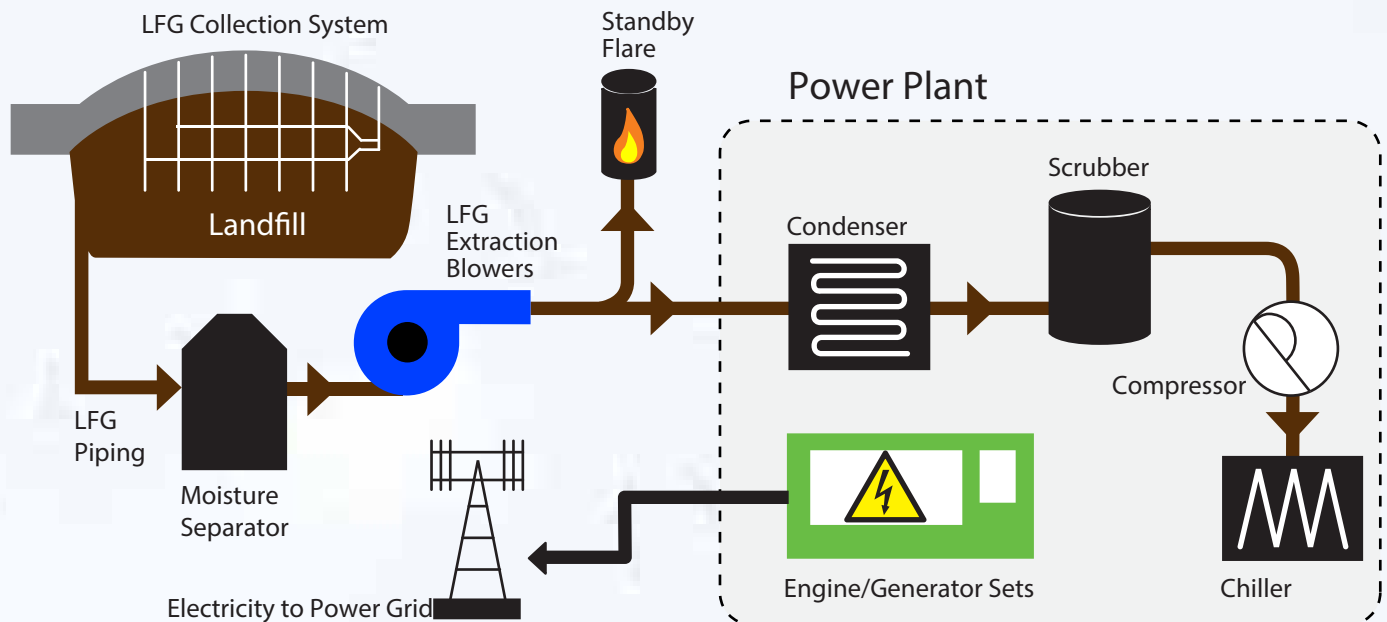 LFG Collection System
Standby
Flare
Power Plant
Scrubber
LFG
Extraction
Blowers
Condenser
Landfill
Compressor
LFG
Piping
Moisture
Separator
Engine/Generator Sets
Chiller
Electricity to Power Grid